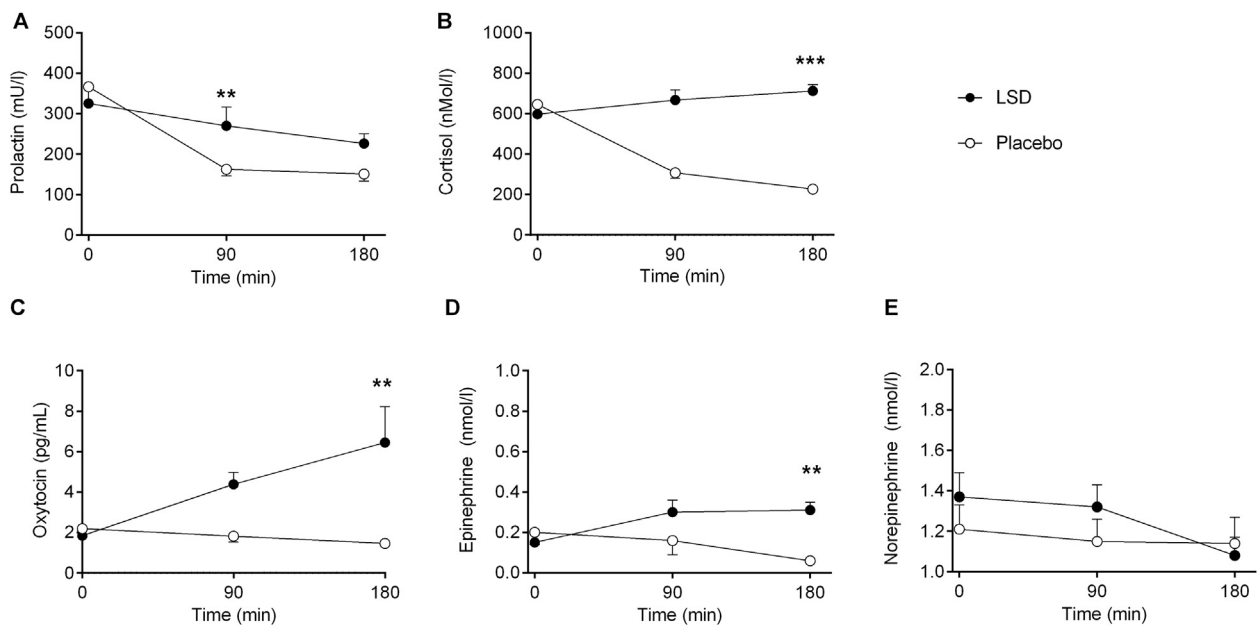 A
Prolactin (mU/l)
500
400
300
200
100
0
**
0 90 180
Time (min)
B
Cortisol (nMol/l)
1000
800
600
400
200
0
***
0 90 180
Time (min)
LSD
Placebo
C
Oxytocin (pg/mL)
10
8
6
4
2
0
**
0 90 180
Time (min)
D
Epinephrine (nmol/l)
1.0
0.8
0.6
0.4
0.2
0.0
**
0 90 180
Time (min)
E
Norepinephrine (nmol/l)
2.0
1.8
1.6
1.4
1.2
1.0
0 90 180
Time (min)